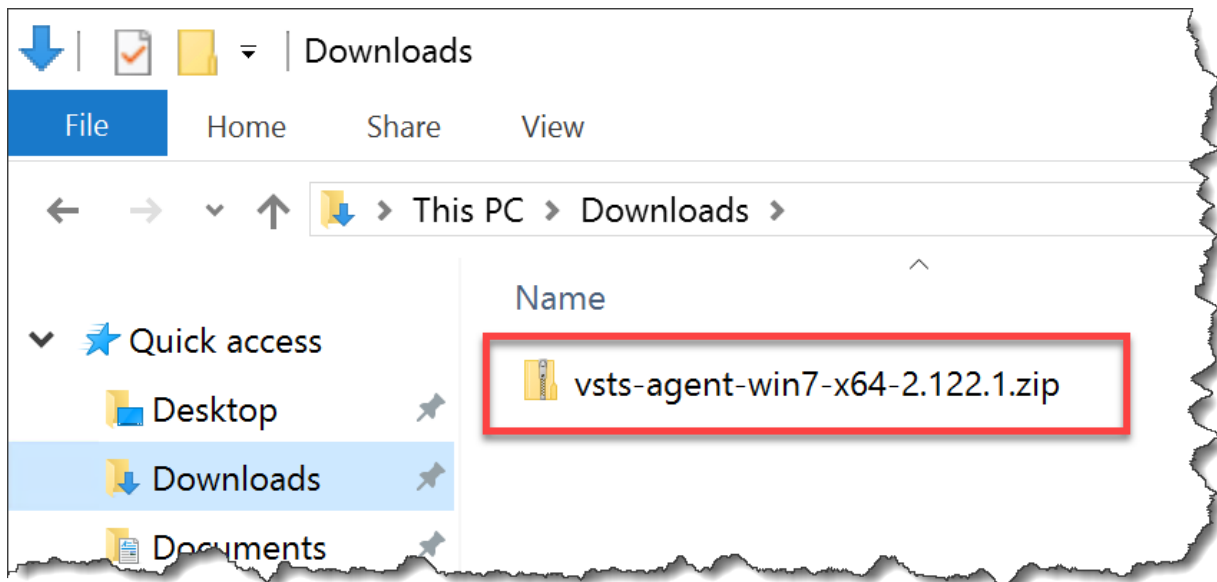 Downloads
File Home Share View
This PC > Downloads >
Name
Quick access
vsts-agent-win7-x64-2.122.1.zip
Desktop
Downloads
Documents